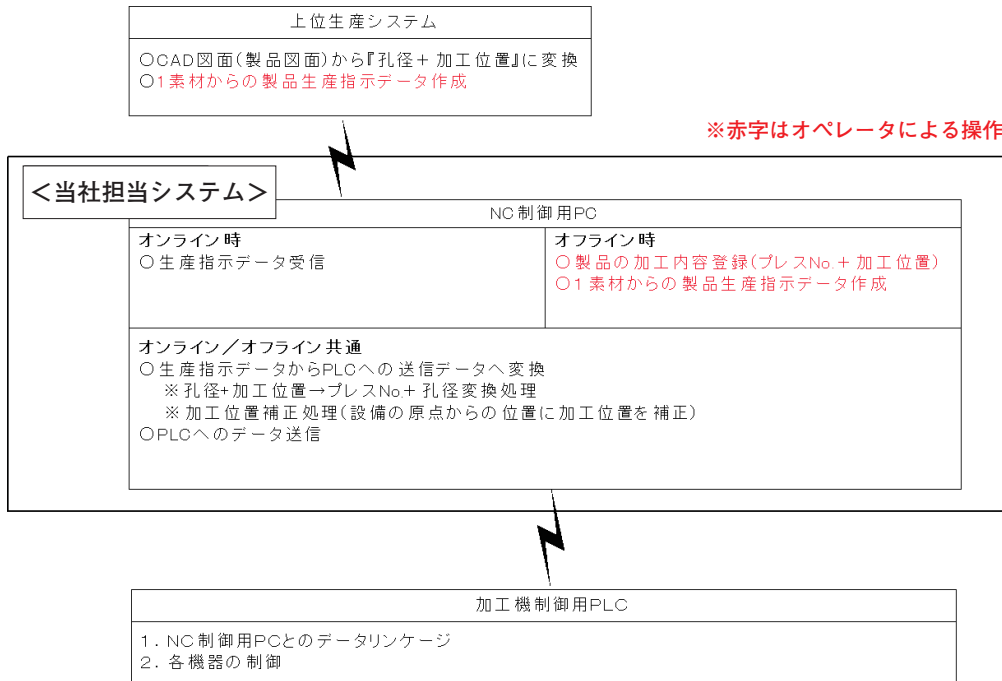 上位生産システム
○CAD図面(製品図面)から『孔径+加工位置』に変換
○1素材からの製品生産指示データ作成
※赤字はオペレータによる操作
＜当社担当システム＞
NC制御用PC
オンライン時
○生産指示データ受信
オフライン時
○製品の加工内容登録(プレスNo.+加工位置)
○1素材からの製品生産指示データ作成
オンライン／オフライン共通
○生産指示データからPLCへの送信データへ変換
※孔径+加工位置→プレスNo.+孔径変換処理
※加工位置補正処理(設備の原点からの位置に加工位置を補正)
○PLCへのデータ送信
加工機制御用PLC
1. NC制御用PCとのデータリンケージ
2. 各機器の制御